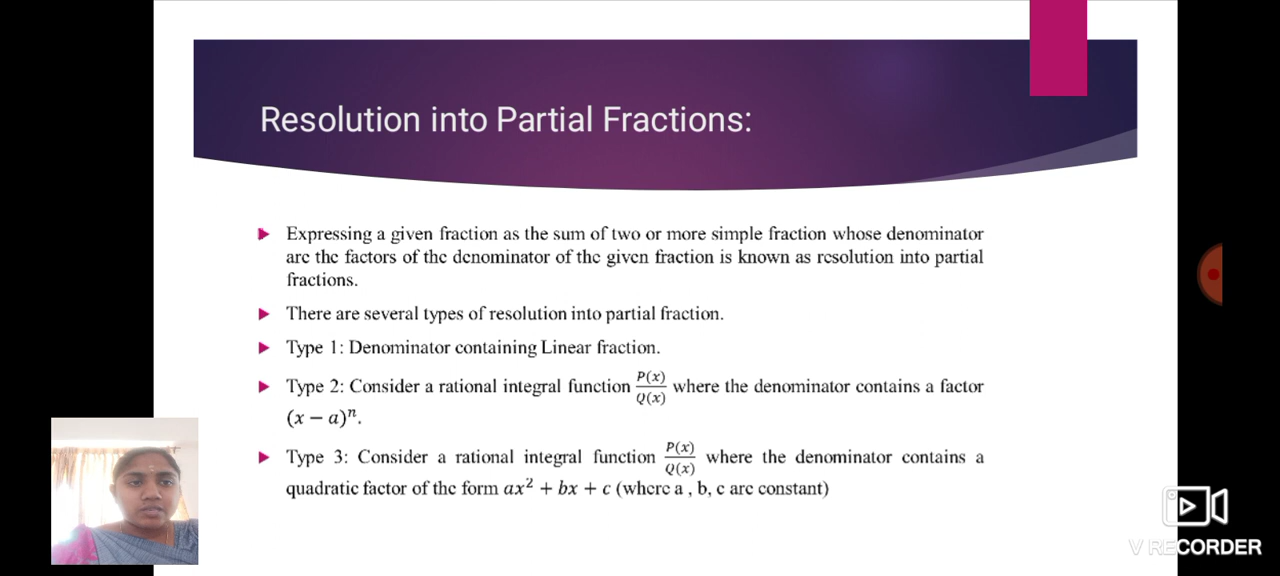 Resolution into Partial Fractions:
Expressing a given fraction as the sum of two or more simple fraction whose denominator
are the factors of the denominator of the given fraction is known as resolution into partial
fractions.
There are several types of resolution into partial fraction.
Type 1: Denominator containing Linear fraction.
Type 2: Consider a rational integral function P(x)/Q(x) where the denominator contains a factor
(x − a)ⁿ.
Type 3: Consider a rational integral function P(x)/Q(x) where the denominator contains a
quadratic factor of the form ax² + bx + c (where a , b, c are constant)
V RECORDER